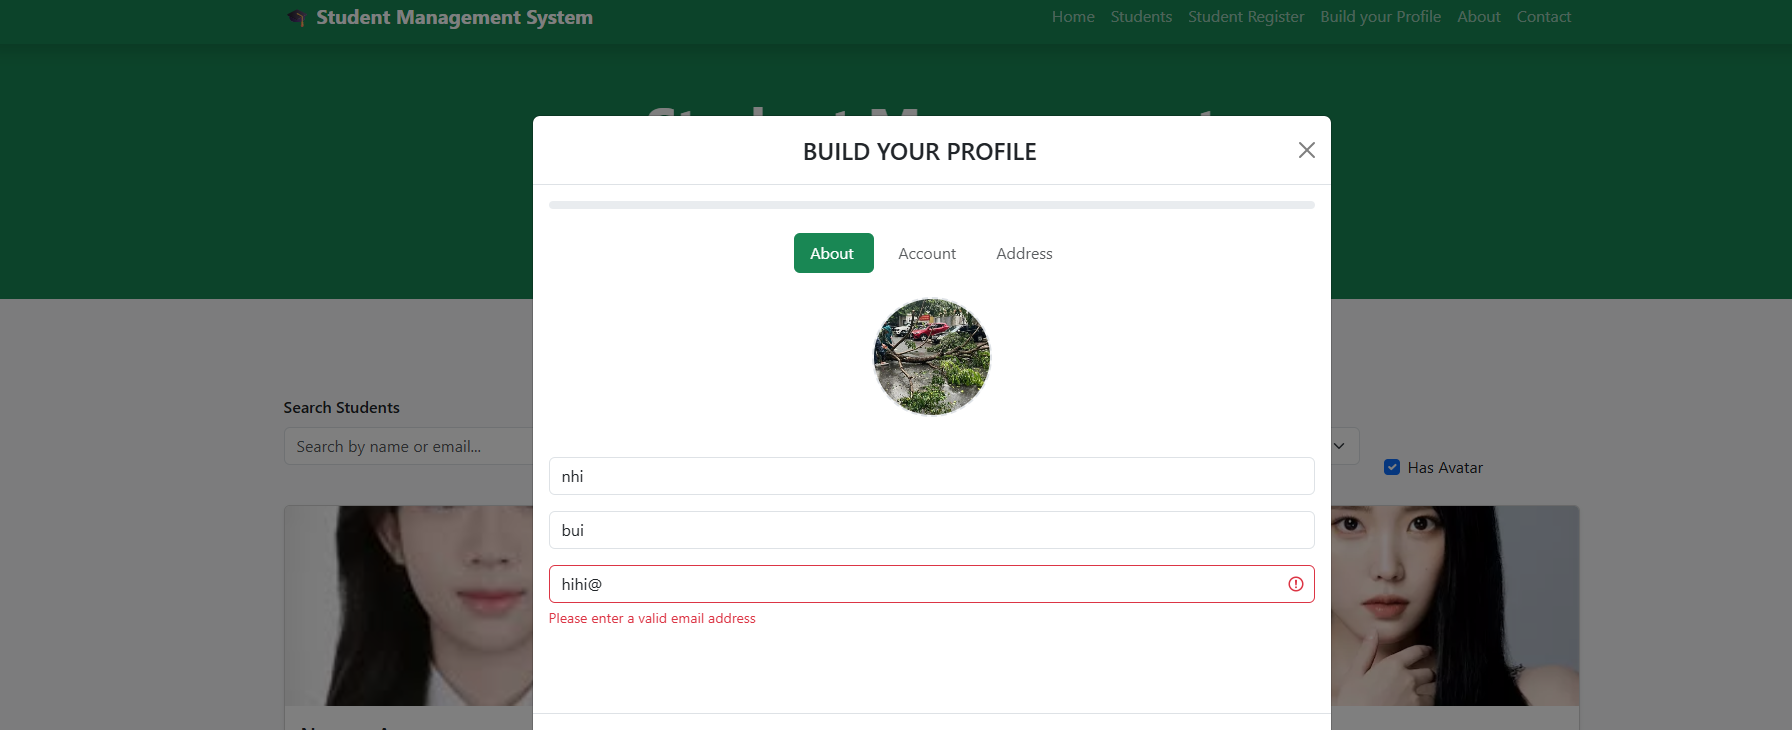 Student Management System
Home Students Student Register Build your Profile About Contact
BUILD YOUR PROFILE
About Account Address
Search Students
Search by name or email...
Has Avatar
nhi
bui
hihi@
Please enter a valid email address